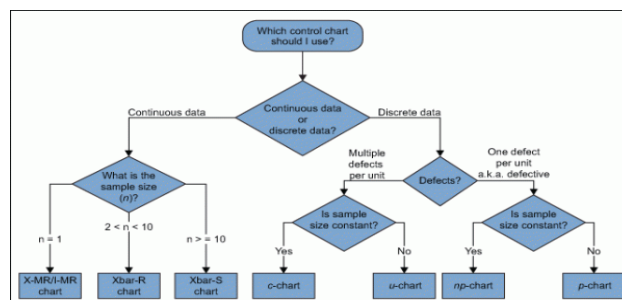 Which control chart
should I use?
Continuous data
or
discrete data?
Continuous data
Discrete data
What is the
sample size
(n)?
Multiple
defects
per unit
Defects?
One defect
per unit
a.k.a. defective
n = 1
2 < n < 10
n > = 10
Is sample
size constant?
Yes
No
Is sample
size constant?
Yes
No
X-MR/I-MR
chart
Xbar-R
chart
Xbar-S
chart
c-chart
u-chart
np-chart
p-chart